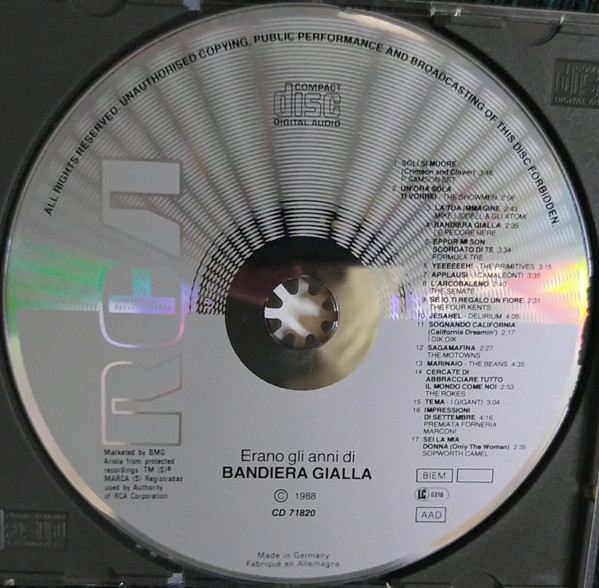 ALL RIGHTS RESERVED. UNAUTHORISED COPYING, PUBLIC PERFORMANCE AND BROADCASTING OF THIS DISC FORBIDDEN.
COMPACT
disc
DIGITAL AUDIO
RCA
1 SOLI SI MUORE
(Crimson and Clover) 3:46
P. SAMSON SET
2 UN'ORA SOLA
TI VORREI - THE SHOWMEN 2:56
3 LA TUA IMMAGINE 2:43
MIKE LIDDELL & GLI ATOMI
4 BANDIERA GIALLA 2:35
LE PECORE NERE
5 EPPUR MI SON
SCORDATO DI TE 3:34
FORMULA TRE
6 YEEEEEEH! - THE PRIMITIVES 3:15
7 APPLAUSI - I CAMALEONTI 3:35
8 L'ARCOBALENO 2:40
THE SENATE
9 SE IO TI REGALO UN FIORE 2:31
THE FOUR KENTS
10 JESAHEL - DELIRIUM 4:05
11 SOGNANDO CALIFORNIA
(California Dreamin') 2:17
I DIK DIK
12 SAGAMAFINA 2:27
THE MOTOWNS
13 MARINAIO - THE BEANS 4:35
14 CERCATE DI
ABBRACCIARE TUTTO
IL MONDO COME NOI 2:53
THE ROKES
15 TEMA - I GIGANTI 3:04
16 IMPRESSIONI
DI SETTEMBRE 4:16
PREMIATA FORNERIA
MARCONI
17 SEI LA MIA
DONNA (Only The Woman) 2:35
SOPWORTH CAMEL
Marketed by BMG
Ariola from protected
recordings TM (S)®
MARCA (S) Registradas
used by Authority
of RCA Corporation
Erano gli anni di
BANDIERA GIALLA
© 1988
CD 71820
BIEM
LC 0316
AAD
Made in Germany
Fabriqué en Allemagne